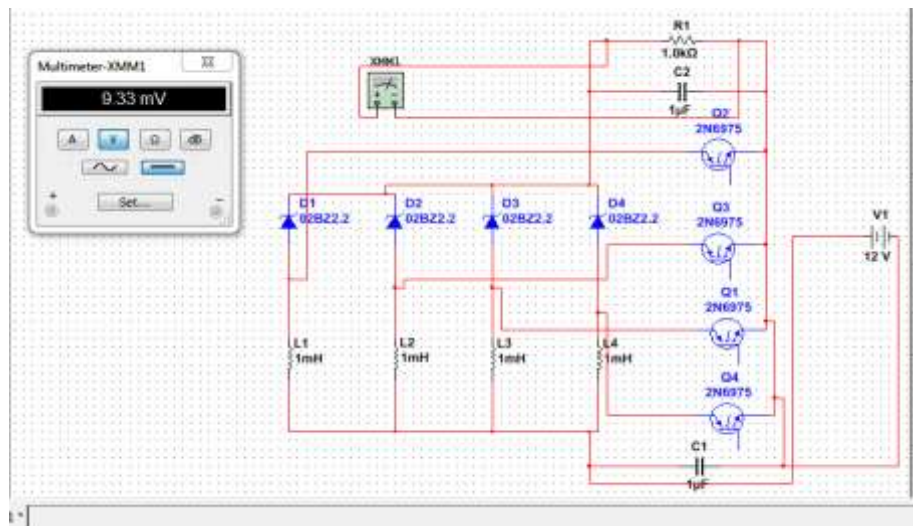 Multimeter-XMM1
9.33 mV
A
V
Ω
dB
Set...
+
-
XMM1
R1
1.0kΩ
C2
1µF
Q2
2N6975
D1
02BZ2.2
D2
02BZ2.2
D3
02BZ2.2
D4
02BZ2.2
Q3
2N6975
V1
12 V
Q1
2N6975
L1
1mH
L2
1mH
L3
1mH
L4
1mH
Q4
2N6975
C1
1µF